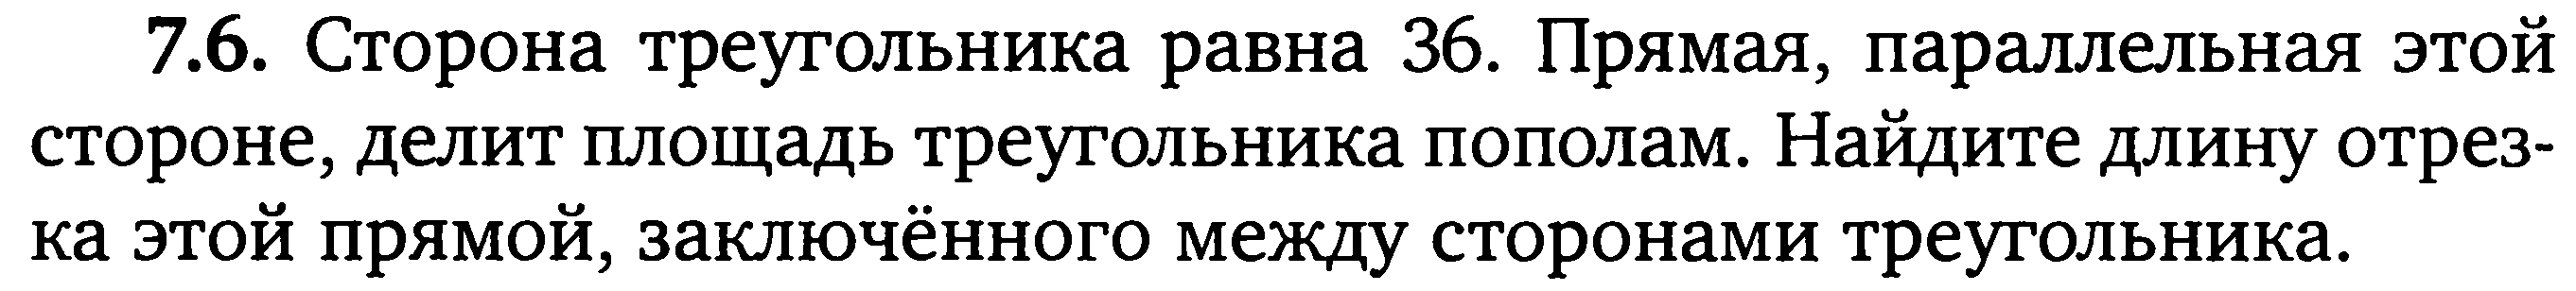 7.6. Сторона треугольника равна 36. Прямая, параллельная этой
стороне, делит площадь треугольника пополам. Найдите длину отрез-
ка этой прямой, заключённого между сторонами треугольника.